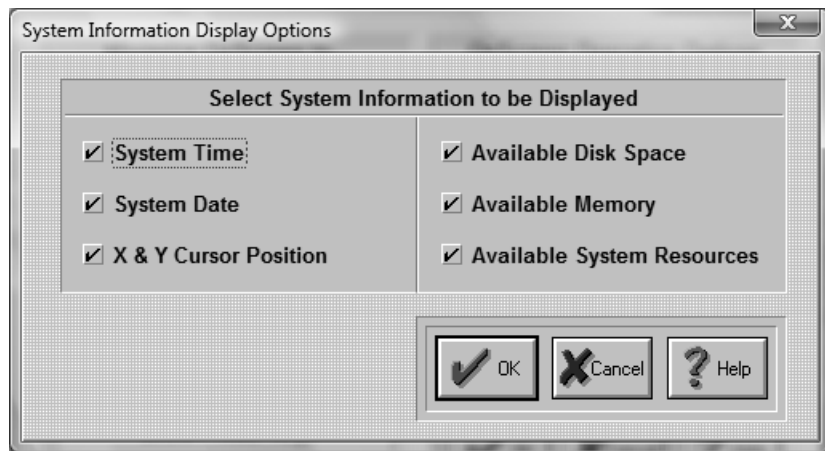 System Information Display Options
X
Select System Information to be Displayed
System Time
System Date
X & Y Cursor Position
Available Disk Space
Available Memory
Available System Resources
OK
Cancel
Help